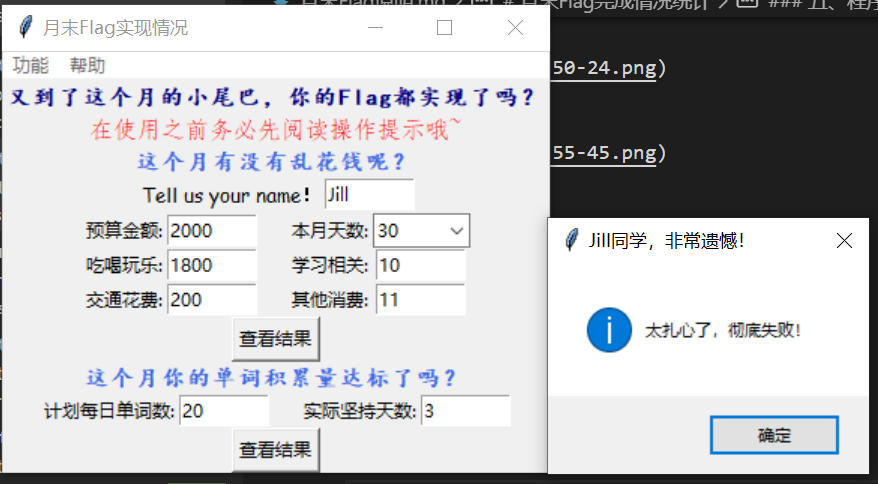 月末Flag实现情况
功能 帮助
又到了这个月的小尾巴，你的Flag都实现了吗？
在使用之前务必先阅读操作提示哦~
这个月有没有乱花钱呢？
Tell us your name! Jill
预算金额: 2000 本月天数: 30
吃喝玩乐: 1800 学习相关: 10
交通花费: 200 其他消费: 11
查看结果
这个月你的单词积累量达标了吗？
计划每日单词数: 20 实际坚持天数: 3
查看结果
50-24.png)
55-45.png)
Jill同学，非常遗憾！
太扎心了，彻底失败！
确定